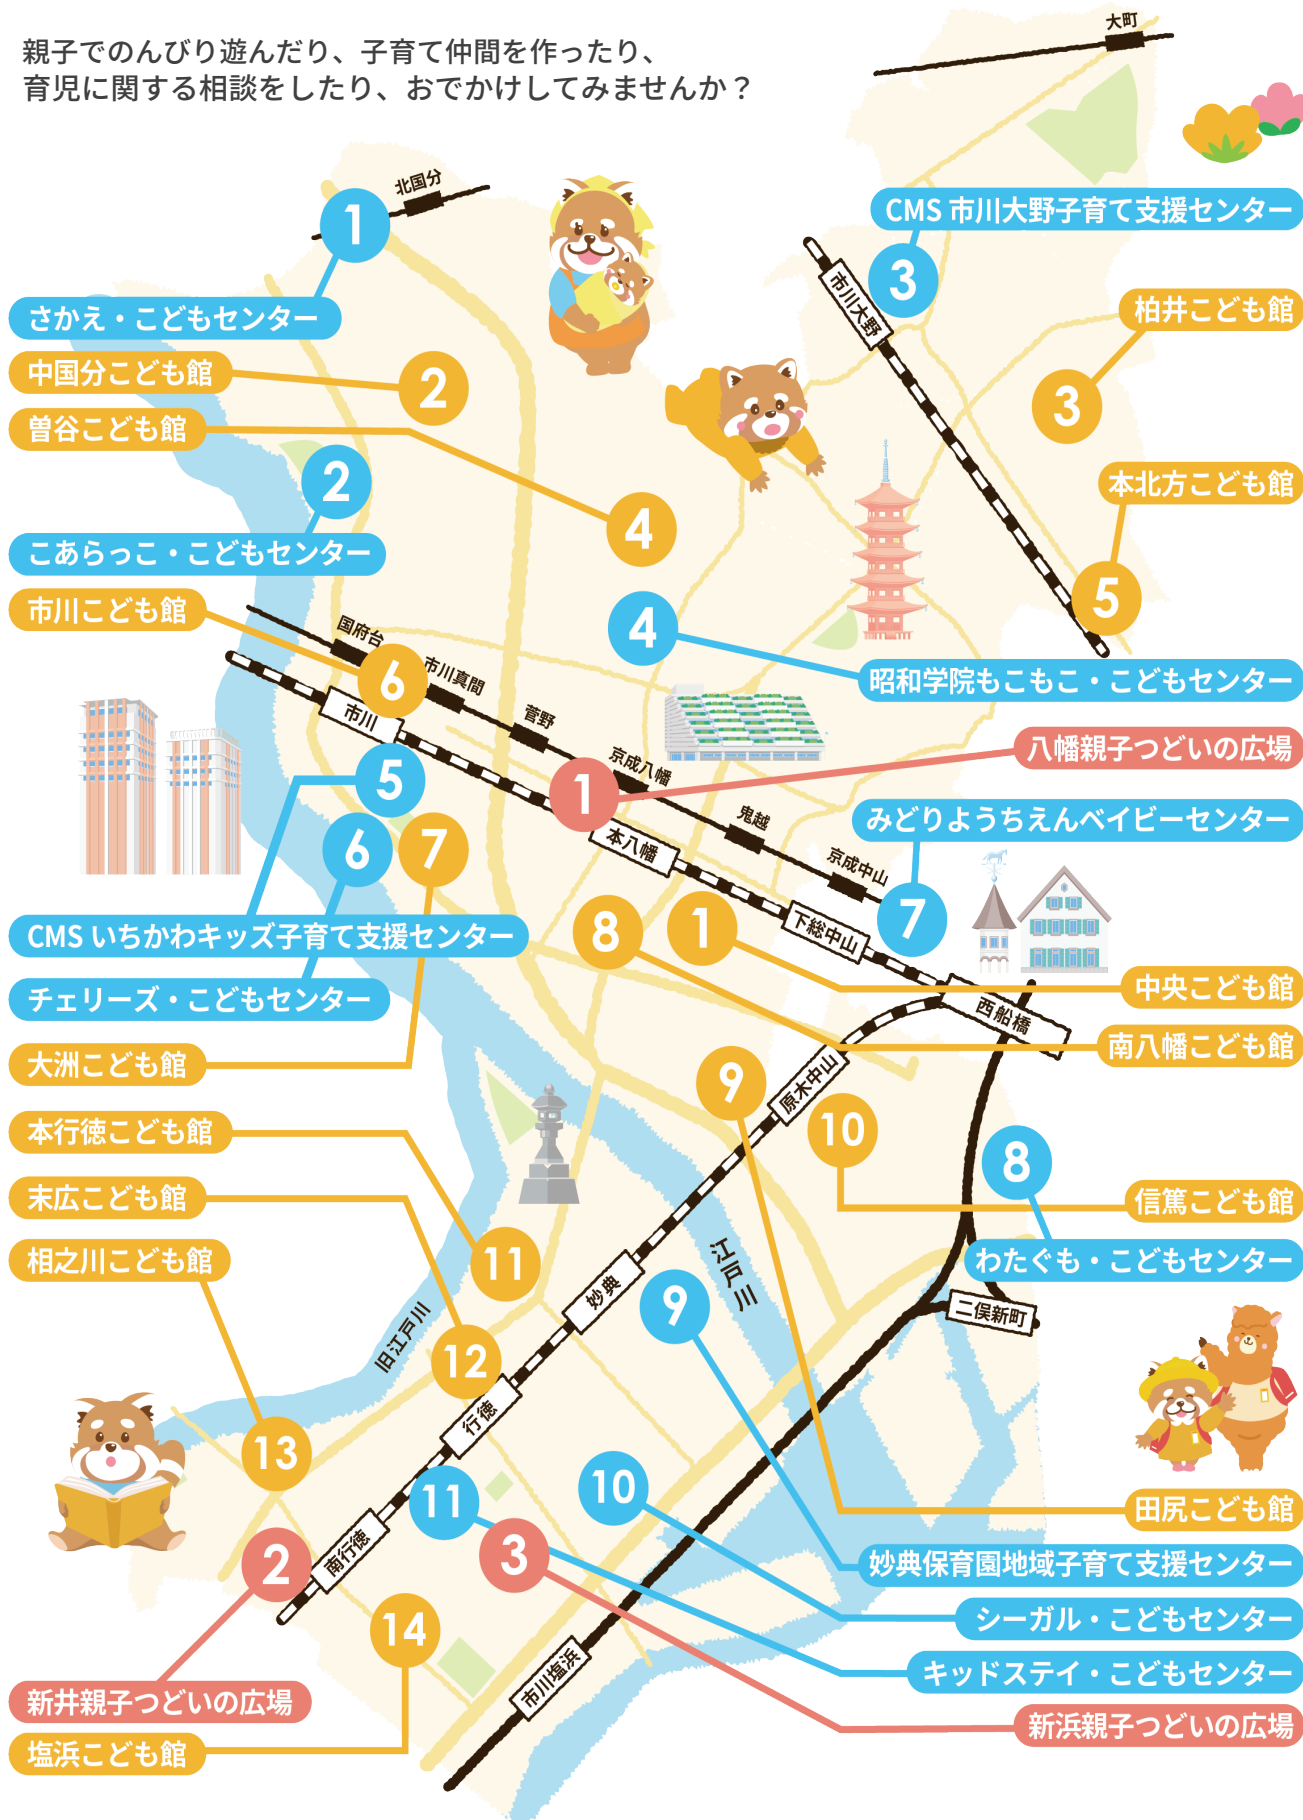 親子でのんびり遊んだり、子育て仲間を作ったり、
育児に関する相談をしたり、おでかけしてみませんか？
大町
北国分
1
CMS 市川大野子育て支援センター
3
市川大野
さかえ・こどもセンター
柏井こども館
中国分こども館
2
3
曽谷こども館
2
本北方こども館
4
こあらっこ・こどもセンター
5
市川こども館
4
国府台
6
市川真間
昭和学院もこもこ・こどもセンター
市川
菅野
八幡親子つどいの広場
京成八幡
5
1
みどりようちえんベイビーセンター
鬼越
6
7
本八幡
京成中山
8
1
7
下総中山
CMS いちかわキッズ子育て支援センター
中央こども館
チェリーズ・こどもセンター
西船橋
南八幡こども館
大洲こども館
9
原木中山
10
本行徳こども館
8
末広こども館
信篤こども館
相之川こども館
11
江戸川
わたぐも・こどもセンター
妙典
9
二俣新町
旧江戸川
12
行徳
13
10
11
田尻こども館
3
2
南行徳
妙典保育園地域子育て支援センター
シーガル・こどもセンター
14
キッドステイ・こどもセンター
市川塩浜
新井親子つどいの広場
新浜親子つどいの広場
塩浜こども館